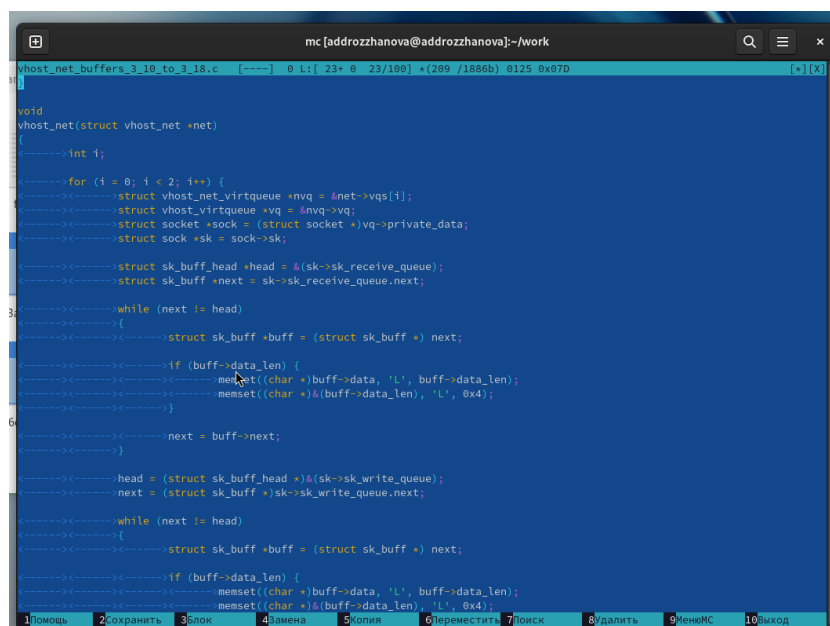 mc [addrozzhanova@addrozzhanova]:~/work
vhost_net_buffers_3_10_to_3_18.c [----] 0 L:[ 23+ 0 23/100] *(209 /1886b) 0125 0x07D [*][X]
}
void
vhost_net(struct vhost_net *net)
{
<------>int i;
<------>for (i = 0; i < 2; i++) {
<------><------>struct vhost_net_virtqueue *nvq = &net->vqs[i];
<------><------>struct vhost_virtqueue *vq = &nvq->vq;
<------><------>struct socket *sock = (struct socket *)vq->private_data;
<------><------>struct sock *sk = sock->sk;
<------><------>struct sk_buff_head *head = &(sk->sk_receive_queue);
<------><------>struct sk_buff *next = sk->sk_receive_queue.next;
<------><------>while (next != head)
<------><------>{
<------><------><------>struct sk_buff *buff = (struct sk_buff *) next;
<------><------><------>if (buff->data_len) {
<------><------><------><------>memset((char *)buff->data, 'L', buff->data_len);
<------><------><------><------>memset((char *)&(buff->data_len), 'L', 0x4);
<------><------><------>}
<------><------><------>next = buff->next;
<------><------>}
<------><------>head = (struct sk_buff_head *)&(sk->sk_write_queue);
<------><------>next = (struct sk_buff *)sk->sk_write_queue.next;
<------><------>while (next != head)
<------><------>{
<------><------><------>struct sk_buff *buff = (struct sk_buff *) next;
<------><------><------>if (buff->data_len) {
<------><------><------><------>memset((char *)buff->data, 'L', buff->data_len);
<------><------><------><------>memset((char *)&(buff->data_len), 'L', 0x4);
1Помощь 2Сохранить 3Блок 4Замена 5Копия 6Переместить 7Поиск 8Удалить 9МенюМС 10Выход